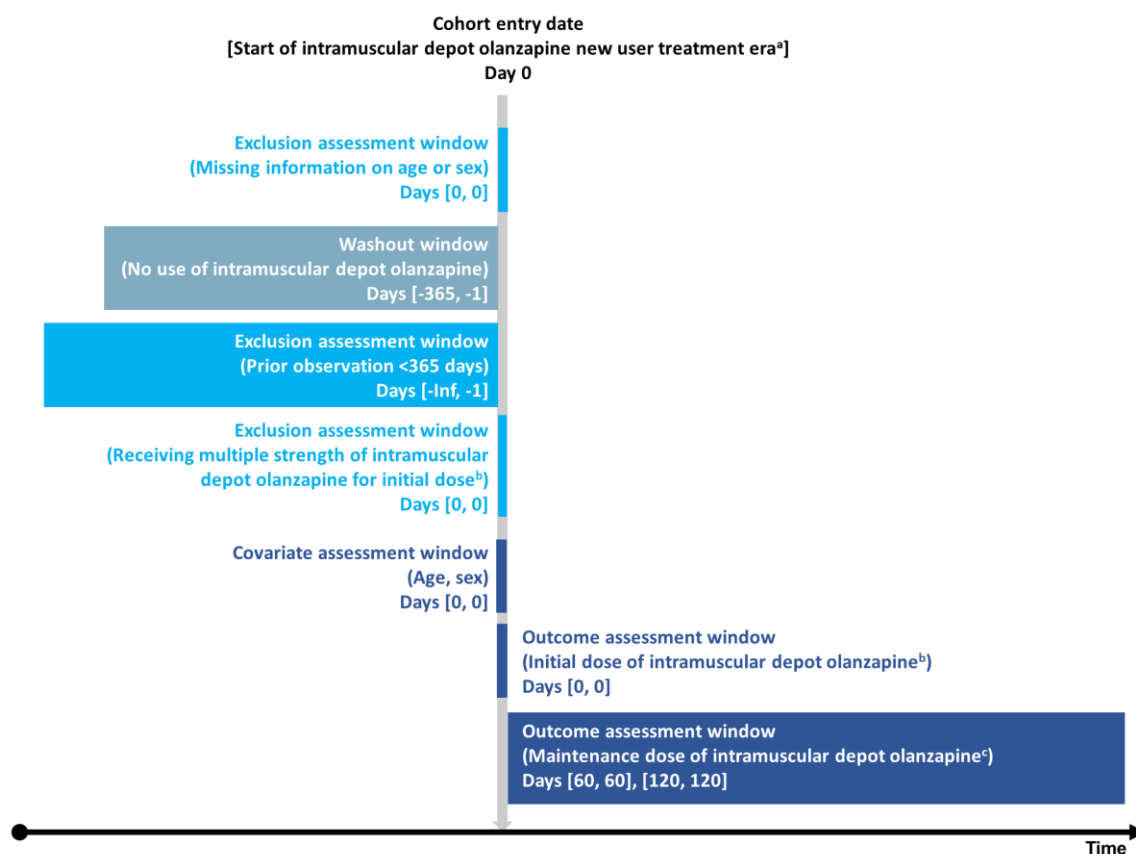 Cohort entry date
[Start of intramuscular depot olanzapine new user treatment eraᵃ]
Day 0
Exclusion assessment window
(Missing information on age or sex)
Days [0, 0]
Washout window
(No use of intramuscular depot olanzapine)
Days [-365, -1]
Exclusion assessment window
(Prior observation <365 days)
Days [-Inf, -1]
Exclusion assessment window
(Receiving multiple strength of intramuscular
depot olanzapine for initial doseᵇ)
Days [0, 0]
Covariate assessment window
(Age, sex)
Days [0, 0]
Outcome assessment window
(Initial dose of intramuscular depot olanzapineᵇ)
Days [0, 0]
Outcome assessment window
(Maintenance dose of intramuscular depot olanzapineᶜ)
Days [60, 60], [120, 120]
Time